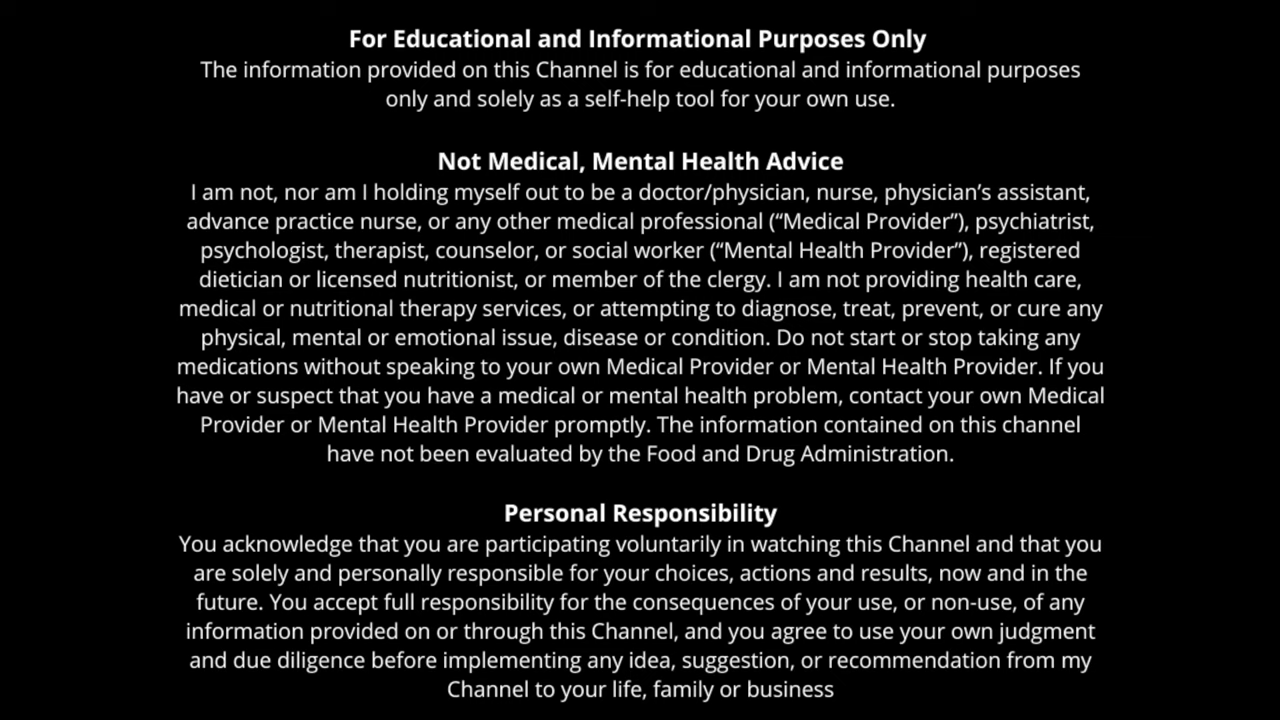 For Educational and Informational Purposes Only
The information provided on this Channel is for educational and informational purposes
only and solely as a self-help tool for your own use.
Not Medical, Mental Health Advice
I am not, nor am I holding myself out to be a doctor/physician, nurse, physician’s assistant,
advance practice nurse, or any other medical professional (“Medical Provider”), psychiatrist,
psychologist, therapist, counselor, or social worker (“Mental Health Provider”), registered
dietician or licensed nutritionist, or member of the clergy. I am not providing health care,
medical or nutritional therapy services, or attempting to diagnose, treat, prevent, or cure any
physical, mental or emotional issue, disease or condition. Do not start or stop taking any
medications without speaking to your own Medical Provider or Mental Health Provider. If you
have or suspect that you have a medical or mental health problem, contact your own Medical
Provider or Mental Health Provider promptly. The information contained on this channel
have not been evaluated by the Food and Drug Administration.
Personal Responsibility
You acknowledge that you are participating voluntarily in watching this Channel and that you
are solely and personally responsible for your choices, actions and results, now and in the
future. You accept full responsibility for the consequences of your use, or non-use, of any
information provided on or through this Channel, and you agree to use your own judgment
and due diligence before implementing any idea, suggestion, or recommendation from my
Channel to your life, family or business